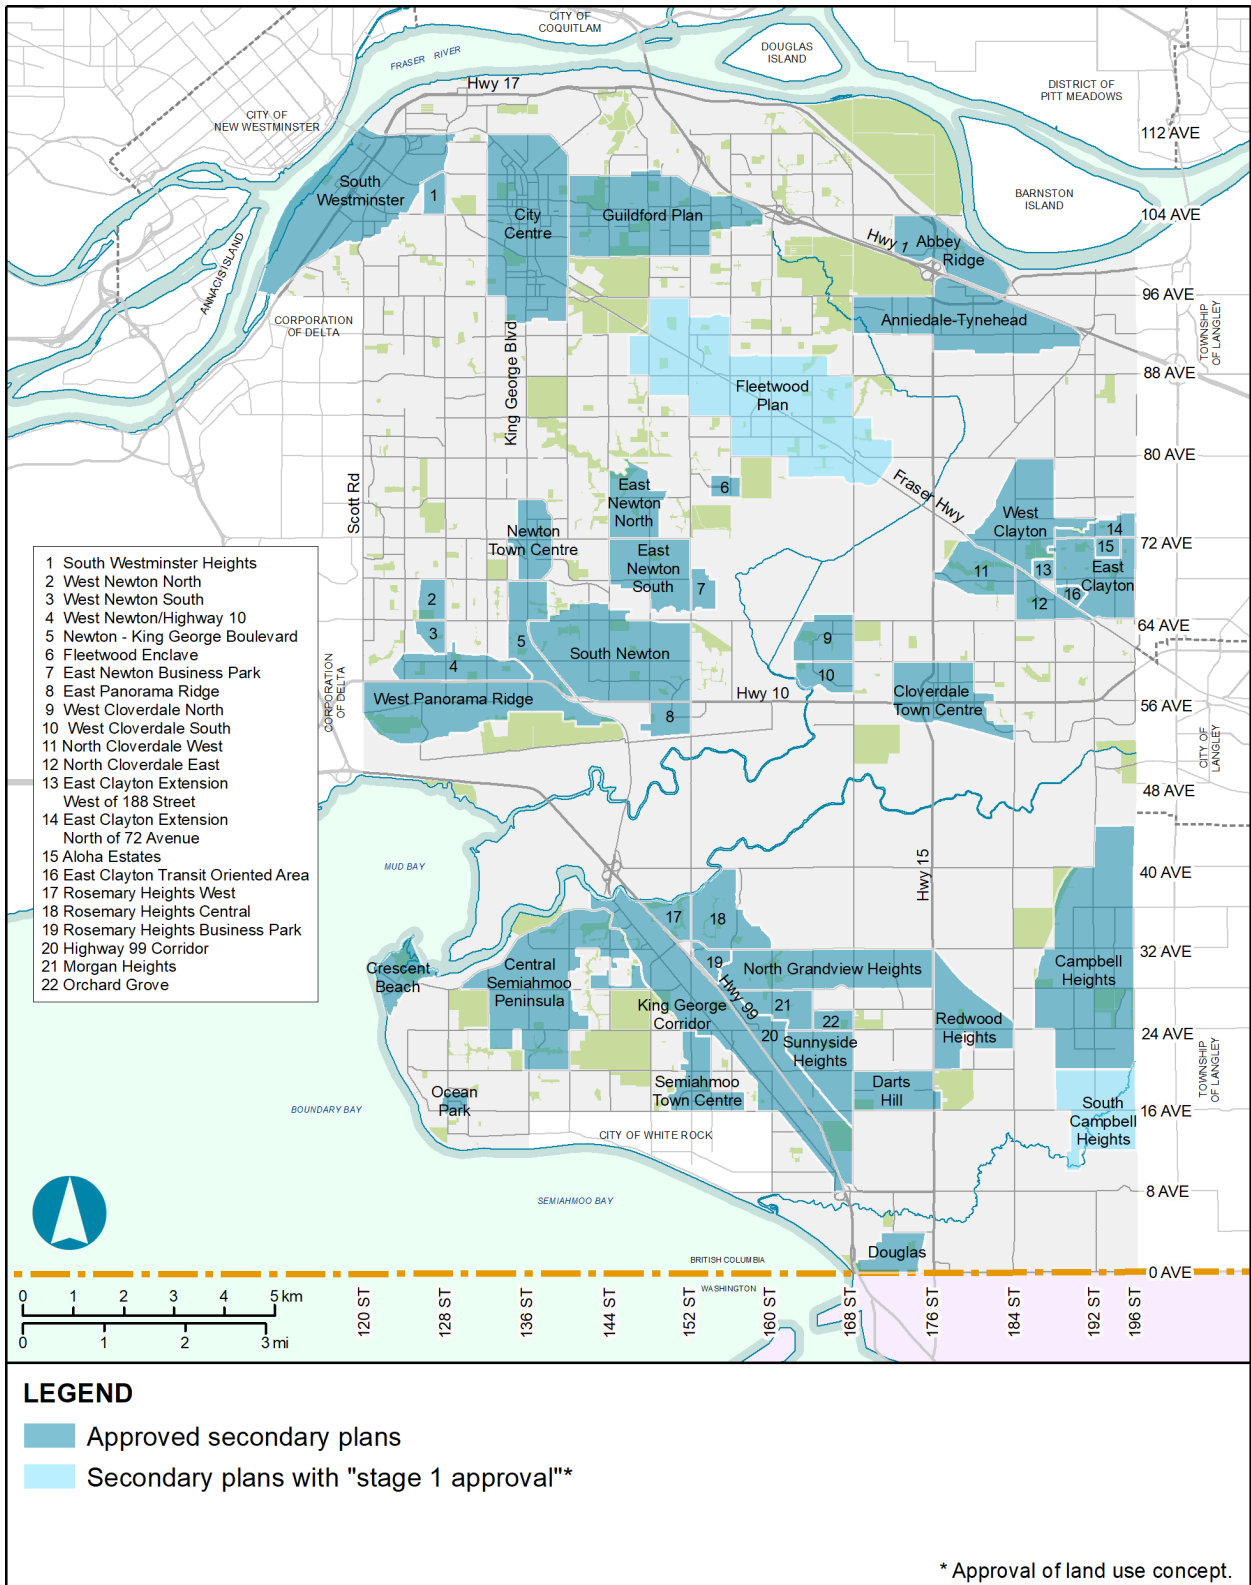 CITY OF
COQUITLAM
DOUGLAS
ISLAND
FRASER RIVER
Hwy 17
DISTRICT OF
PITT MEADOWS
CITY OF
NEW WESTMINSTER
112 AVE
South
Westminster
1
City
Centre
Guildford Plan
BARNSTON
ISLAND
104 AVE
Hwy 1
Abbey
Ridge
ANNACIS ISLAND
96 AVE
CORPORATION
OF DELTA
Anniedale-Tynehead
TOWNSHIP
OF LANGLEY
King George Blvd
88 AVE
Fleetwood
Plan
80 AVE
Scott Rd
East
Newton
North
6
Fraser Hwy
West
Clayton
14
Newton
Town Centre
72 AVE
15
East
Newton
South
11
13
East
Clayton
7
16
12
2
3
5
64 AVE
9
South Newton
4
10
CORPORATION
OF DELTA
West Panorama Ridge
Hwy 10
Cloverdale
Town Centre
56 AVE
8
CITY OF
LANGLEY
48 AVE
1 South Westminster Heights
2 West Newton North
3 West Newton South
4 West Newton/Highway 10
5 Newton - King George Boulevard
6 Fleetwood Enclave
7 East Newton Business Park
8 East Panorama Ridge
9 West Cloverdale North
10 West Cloverdale South
11 North Cloverdale West
12 North Cloverdale East
13 East Clayton Extension
West of 188 Street
14 East Clayton Extension
North of 72 Avenue
15 Aloha Estates
16 East Clayton Transit Oriented Area
17 Rosemary Heights West
18 Rosemary Heights Central
19 Rosemary Heights Business Park
20 Highway 99 Corridor
21 Morgan Heights
22 Orchard Grove
MUD BAY
Hwy 15
40 AVE
17
18
32 AVE
Crescent
Beach
Central
Semiahmoo
Peninsula
19
North Grandview Heights
Campbell
Heights
Hwy 99
King George
Corridor
21
22
20
Redwood
Heights
24 AVE
Sunnyside
Heights
TOWNSHIP
OF LANGLEY
Semiahmoo
Town Centre
Darts
Hill
Ocean
Park
BOUNDARY BAY
South
Campbell
Heights
16 AVE
CITY OF WHITE ROCK
SEMIAHMOO BAY
8 AVE
Douglas
BRITISH COLUMBIA
WASHINGTON
0 AVE
0 1 2 3 4 5 km
0 1 2 3 mi
120 ST
128 ST
136 ST
144 ST
152 ST
160 ST
168 ST
176 ST
184 ST
192 ST
196 ST
LEGEND
Approved secondary plans
Secondary plans with "stage 1 approval"*
* Approval of land use concept.